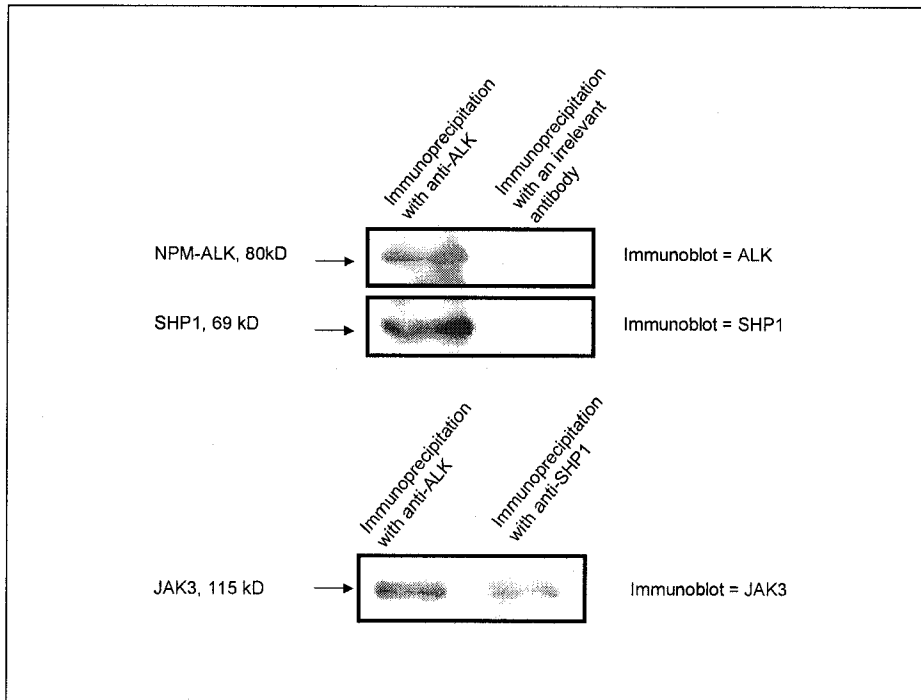 Immunoprecipitation
with anti-ALK
Immunoprecipitation
with an irrelevant
antibody
NPM-ALK, 80kD
Immunoblot = ALK
SHP1, 69 kD
Immunoblot = SHP1
Immunoprecipitation
with anti-ALK
Immunoprecipitation
with anti-SHP1
JAK3, 115 kD
Immunoblot = JAK3